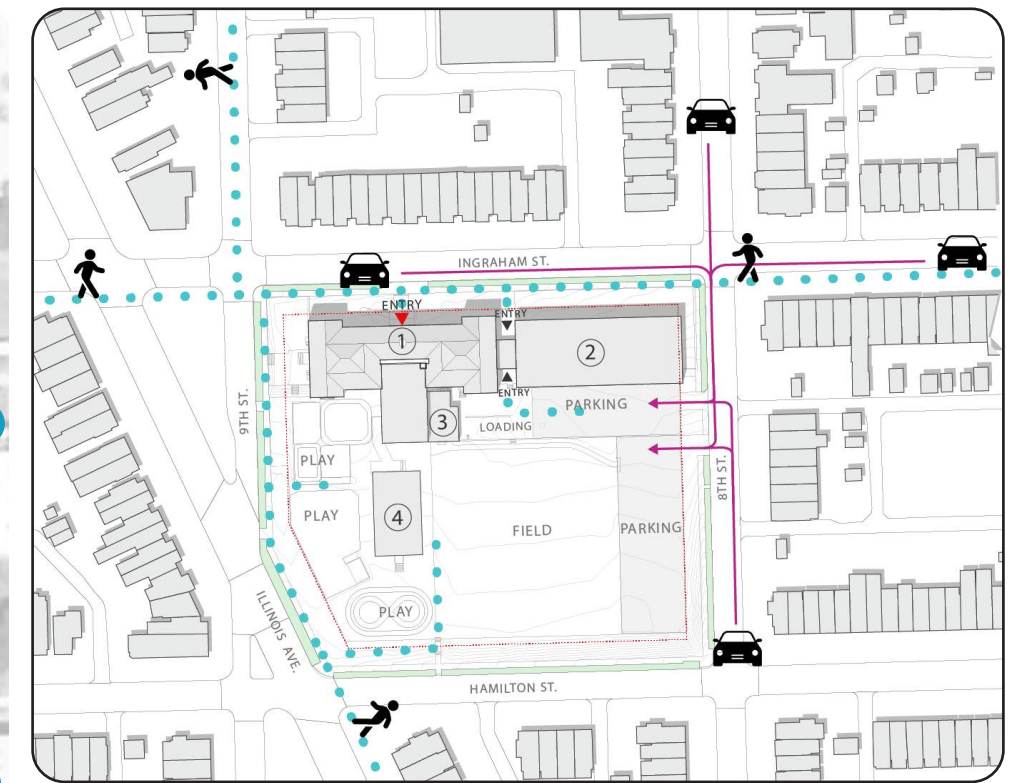 INGRAHAM ST.
ENTRY
ENTRY
1
2
ENTRY
PARKING
9TH ST.
3
LOADING
PLAY
8TH ST.
PLAY
4
FIELD
PARKING
ILLINOIS AVE.
PLAY
HAMILTON ST.